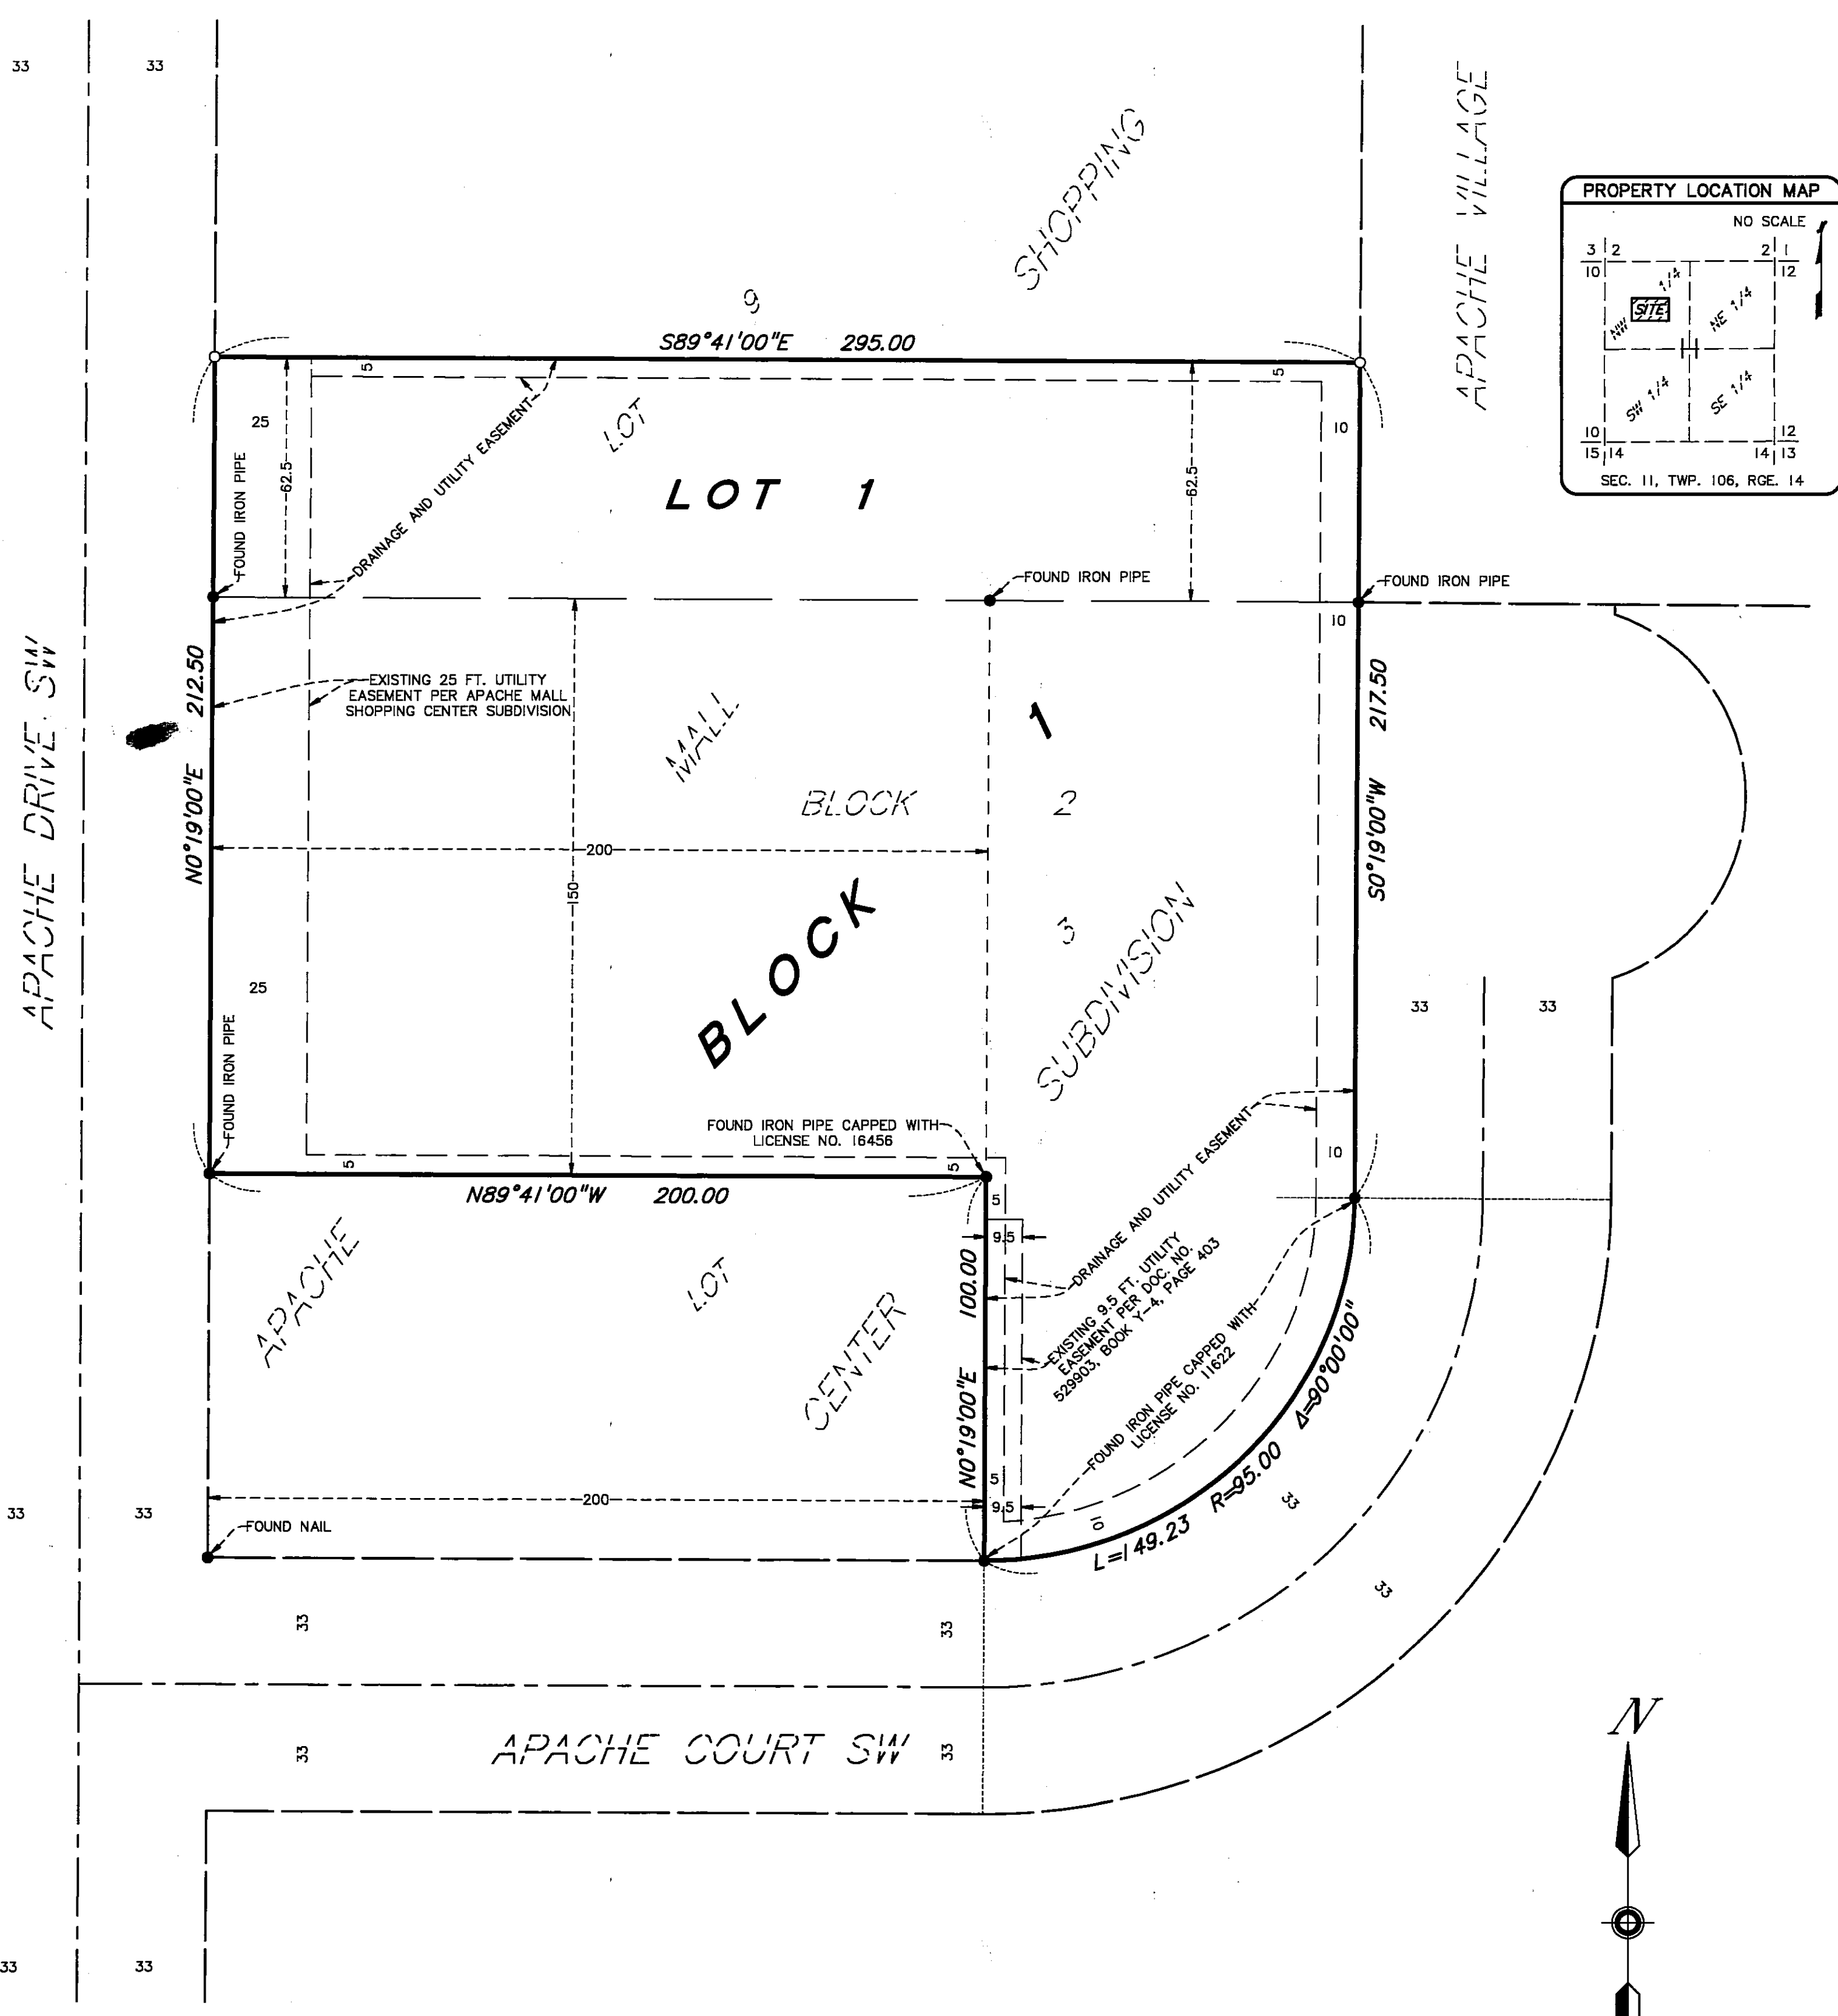 33
33
SHOPPING
APACHE VILLAGE
PROPERTY LOCATION MAP
NO SCALE
3 2
2 1
10
12
NW 1/4
SITE
NE 1/4
SW 1/4
SE 1/4
10
12
15 14
14 13
SEC. 11, TWP. 106, RGE. 14
9
S89°41'00"E 295.00
5
5
25
LOT
10
62.5
62.5
FOUND IRON PIPE
DRAINAGE AND UTILITY EASEMENT
LOT 1
FOUND IRON PIPE
FOUND IRON PIPE
10
APACHE DRIVE SW
N0°19'00"E 212.50
EXISTING 25 FT. UTILITY
EASEMENT PER APACHE MALL
SHOPPING CENTER SUBDIVISION
MALL
1
BLOCK 2
S0°19'00"W 217.50
200
150
BLOCK
3
SUBDIVISION
25
33
33
FOUND IRON PIPE
FOUND IRON PIPE CAPPED WITH
LICENSE NO. 16456
5
5
10
N89°41'00"W 200.00
5
9.5
DRAINAGE AND UTILITY EASEMENT
APACHE
LOT
CENTER
N0°19'00"E 100.00
EXISTING 9.5 FT. UTILITY
EASEMENT PER DOC. NO.
529903, BOOK Y-4, PAGE 403
FOUND IRON PIPE CAPPED WITH
LICENSE NO. 11622
5
9.5
10
L=149.23 R=95.00 Δ=90°00'00"
33
33
200
33
33
FOUND NAIL
33
33
APACHE COURT SW
33
33
N
33
33